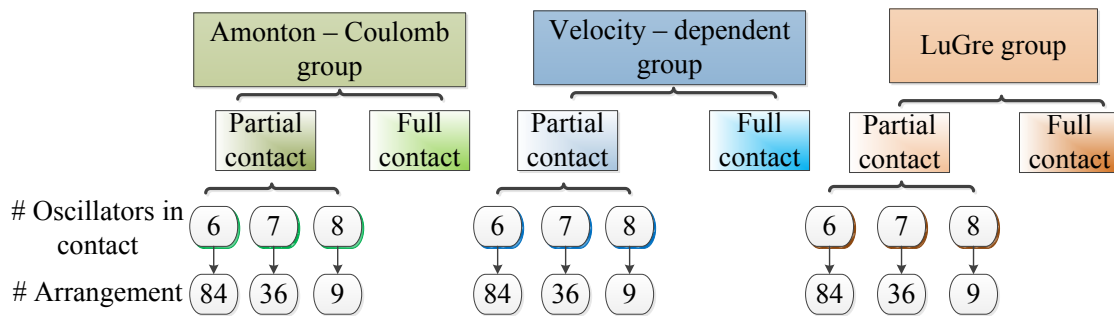 Amonton – Coulomb
group
Velocity – dependent
group
LuGre group
Partial
contact
Full
contact
Partial
contact
Full
contact
Partial
contact
Full
contact
# Oscillators in
contact
6 7 8 6 7 8 6 7 8
# Arrangement
84 36 9 84 36 9 84 36 9